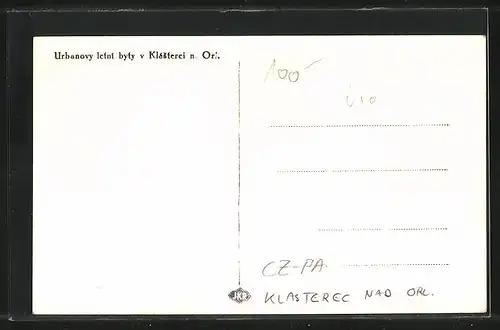 Urbanovy letní byty v Klášterci n. Orl.
100-
CZ-PA
KLASTEREC NAD ORL.